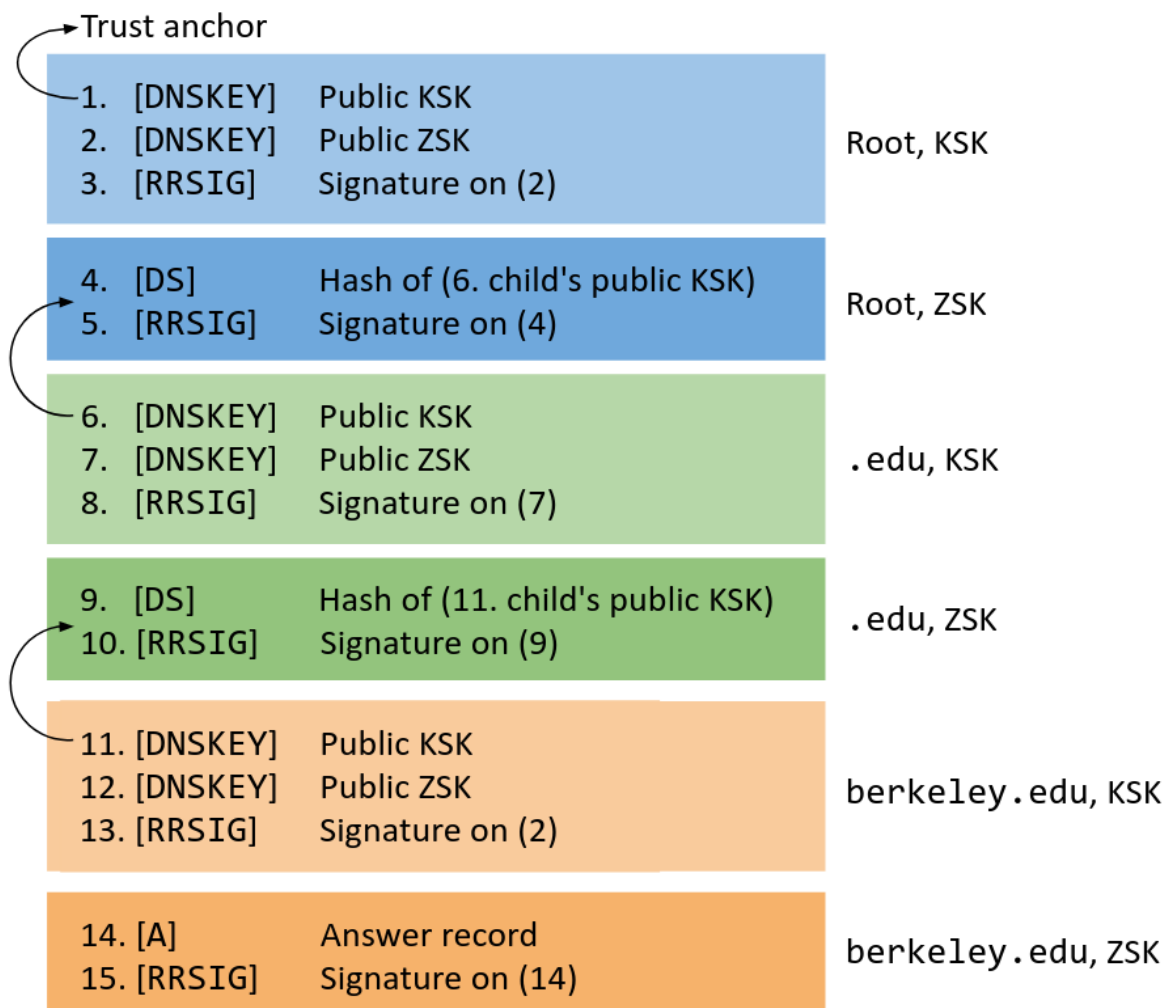 Trust anchor
1. [DNSKEY] Public KSK
2. [DNSKEY] Public ZSK
3. [RRSIG] Signature on (2)
Root, KSK
4. [DS] Hash of (6. child's public KSK)
5. [RRSIG] Signature on (4)
Root, ZSK
6. [DNSKEY] Public KSK
7. [DNSKEY] Public ZSK
8. [RRSIG] Signature on (7)
.edu, KSK
9. [DS] Hash of (11. child's public KSK)
10. [RRSIG] Signature on (9)
.edu, ZSK
11. [DNSKEY] Public KSK
12. [DNSKEY] Public ZSK
13. [RRSIG] Signature on (2)
berkeley.edu, KSK
14. [A] Answer record
15. [RRSIG] Signature on (14)
berkeley.edu, ZSK